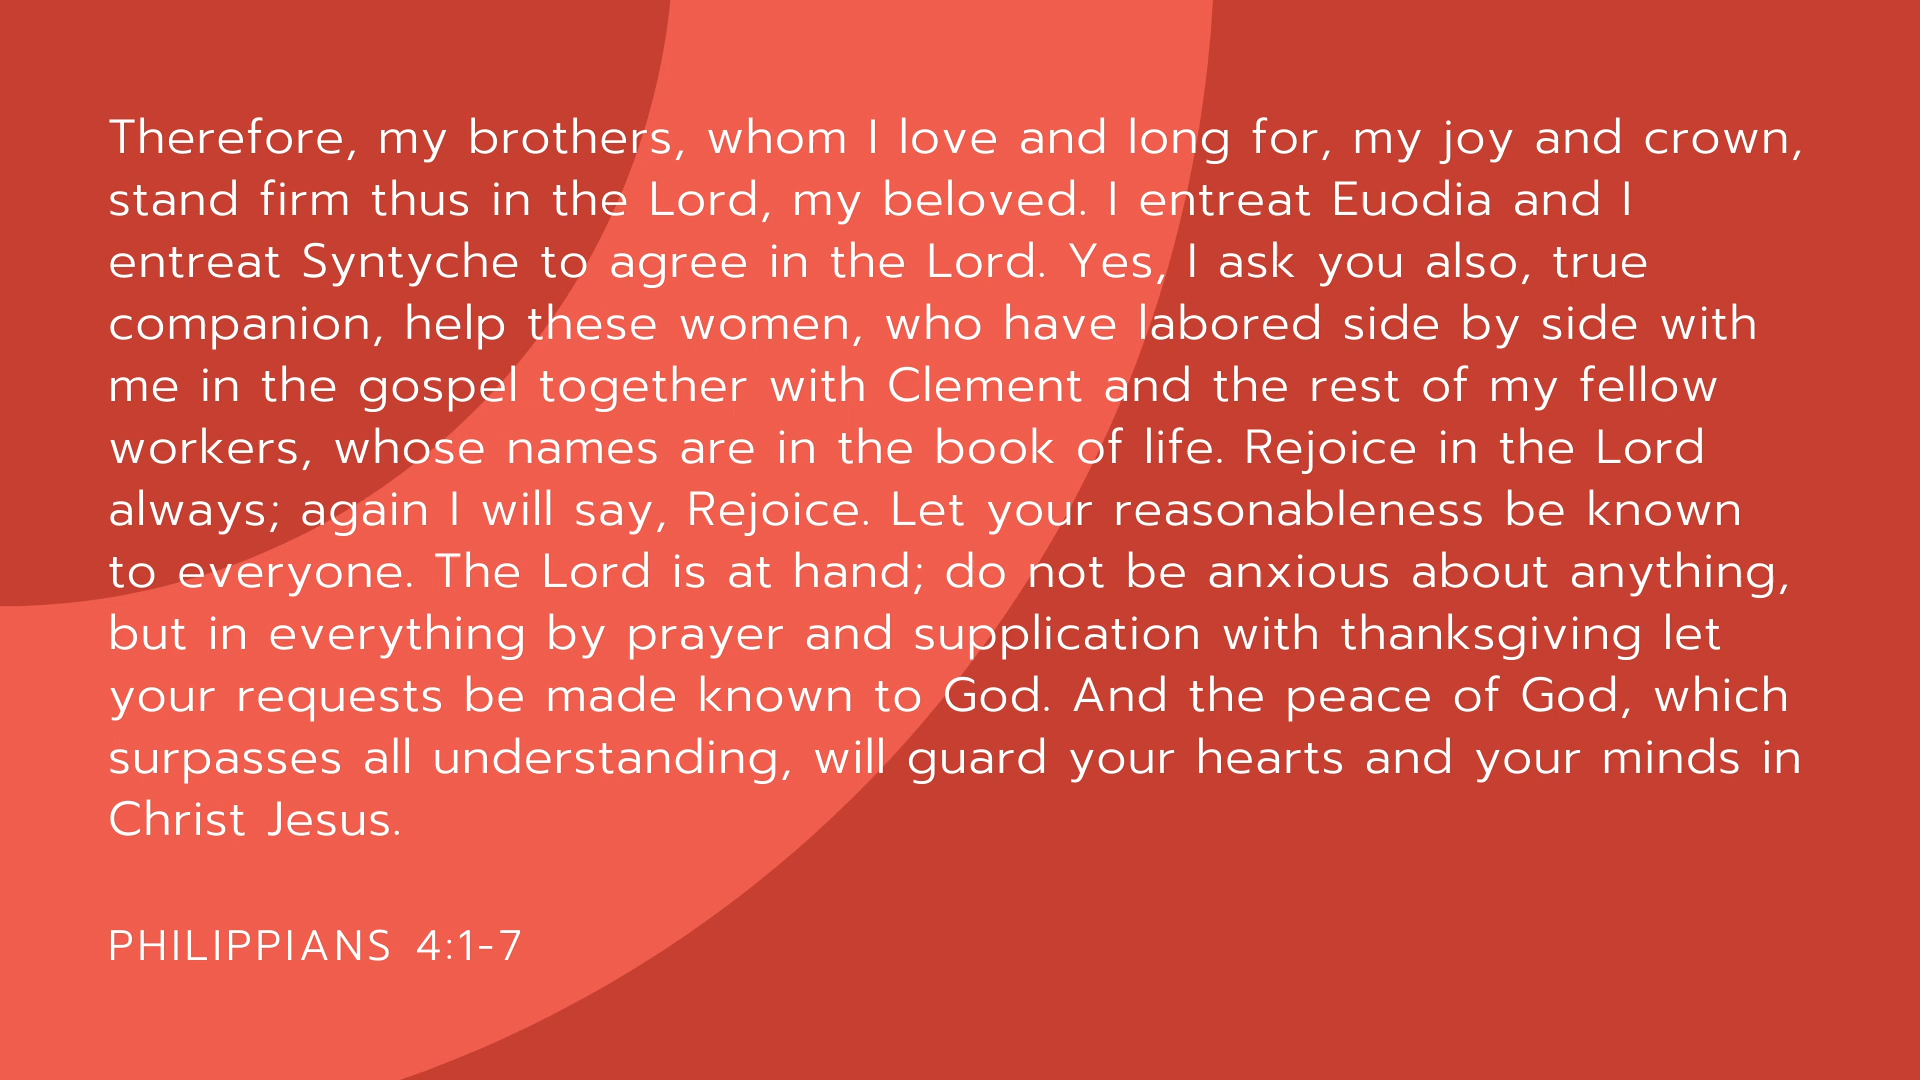 Therefore, my brothers, whom I love and long for, my joy and crown,
stand firm thus in the Lord, my beloved. I entreat Euodia and I
entreat Syntyche to agree in the Lord. Yes, I ask you also, true
companion, help these women, who have labored side by side with
me in the gospel together with Clement and the rest of my fellow
workers, whose names are in the book of life. Rejoice in the Lord
always; again I will say, Rejoice. Let your reasonableness be known
to everyone. The Lord is at hand; do not be anxious about anything,
but in everything by prayer and supplication with thanksgiving let
your requests be made known to God. And the peace of God, which
surpasses all understanding, will guard your hearts and your minds in
Christ Jesus.
PHILIPPIANS 4:1-7